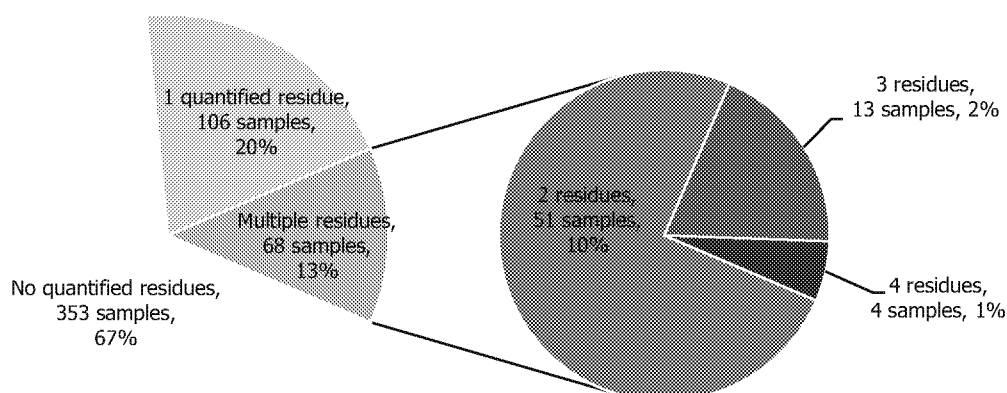 1 quantified residue,
106 samples,
20%
Multiple residues,
68 samples,
13%
No quantified residues,
353 samples,
67%
2 residues,
51 samples,
10%
3 residues,
13 samples, 2%
4 residues,
4 samples, 1%